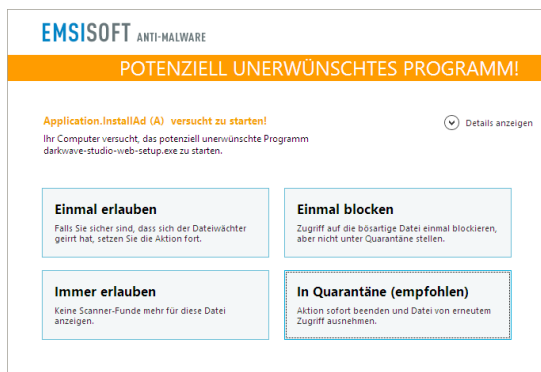 EMSISOFT ANTI-MALWARE
POTENZIELL UNERWÜNSCHTES PROGRAMM!
Application.InstallAd (A) versucht zu starten!
Details anzeigen
Ihr Computer versucht, das potenziell unerwünschte Programm
darkwave-studio-web-setup.exe zu starten.
Einmal erlauben
Falls Sie sicher sind, dass sich der Dateiwächter
geirrt hat, setzen Sie die Aktion fort.
Einmal blocken
Zugriff auf die bösartige Datei einmal blockieren,
aber nicht unter Quarantäne stellen.
Immer erlauben
Keine Scanner-Funde mehr für diese Datei
anzeigen.
In Quarantäne (empfohlen)
Aktion sofort beenden und Datei von erneutem
Zugriff ausnehmen.